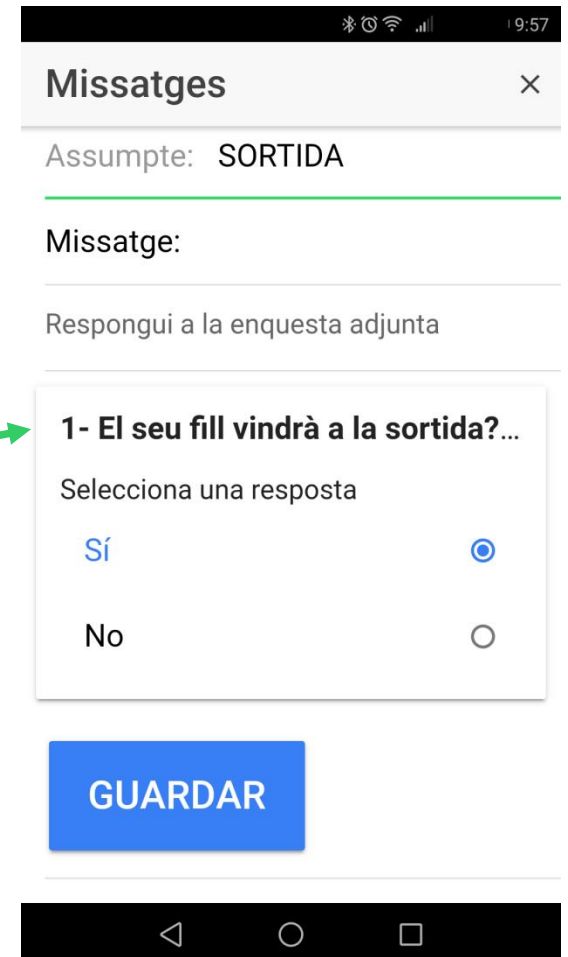 9:57
Missatges
Assumpte: SORTIDA
Missatge:
Respongui a la enquesta adjunta
1- El seu fill vindrà a la sortida?...
Selecciona una resposta
Sí
No
GUARDAR